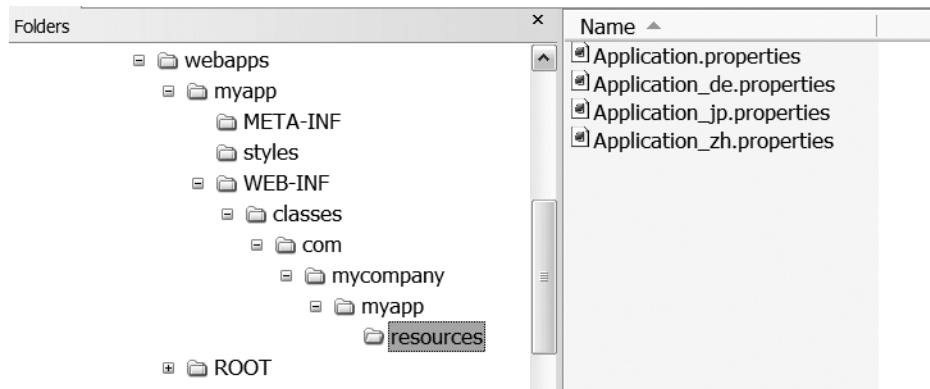 Folders
×
webapps
myapp
META-INF
styles
WEB-INF
classes
com
mycompany
myapp
resources
ROOT
Name
Application.properties
Application_de.properties
Application_jp.properties
Application_zh.properties